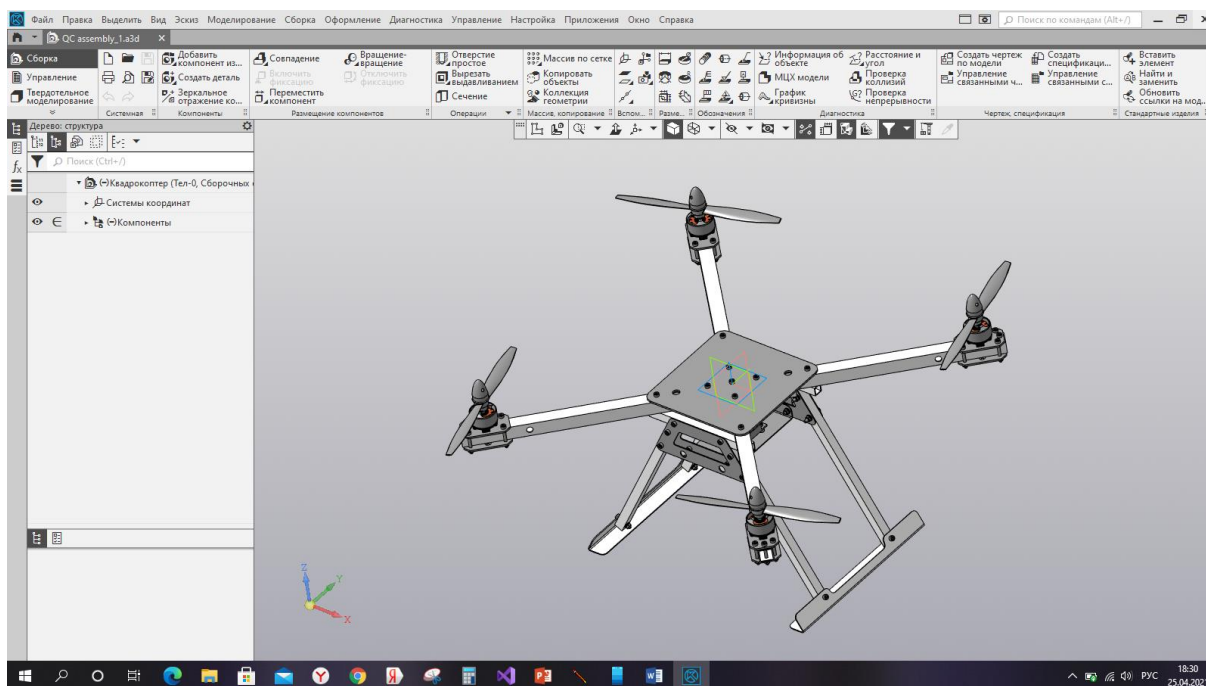 Файл Правка Выделить Вид Эскиз Моделирование Сборка Оформление Диагностика Управление Настройка Приложения Окно Справка
Поиск по командам (Alt+/)
QC assembly_1.a3d
Сборка
Управление
Твердотельное
моделирование
Системная
Добавить
компонент из...
Создать деталь
Зеркальное
отражение ко...
Компоненты
Совпадение
Включить
фиксацию
Переместить
компонент
Вращение-
вращение
Отключить
фиксацию
Размещение компонентов
Отверстие
простое
Вырезать
выдавливанием
Сечение
Операции
Массив по сетке
Копировать
объекты
Коллекция
геометрии
Массив, копирование
Вспом...
Разме...
Обозначения
Информация об
объекте
МЦХ модели
График
кривизны
Расстояние и
угол
Проверка
коллизий
Проверка
непрерывности
Диагностика
Создать чертеж
по модели
Управление
связанными ч...
Создать
спецификаци...
Управление
связанными с...
Чертеж, спецификация
Вставить
элемент
Найти и
заменить
Обновить
ссылки на мод...
Стандартные изделия
Дерево: структура
Поиск (Ctrl+/)
(-)Квадрокоптер (Тел-0, Сборочных
Системы координат
(-)Компоненты
Z
Y
X
РУС
18:30
25.04.2021